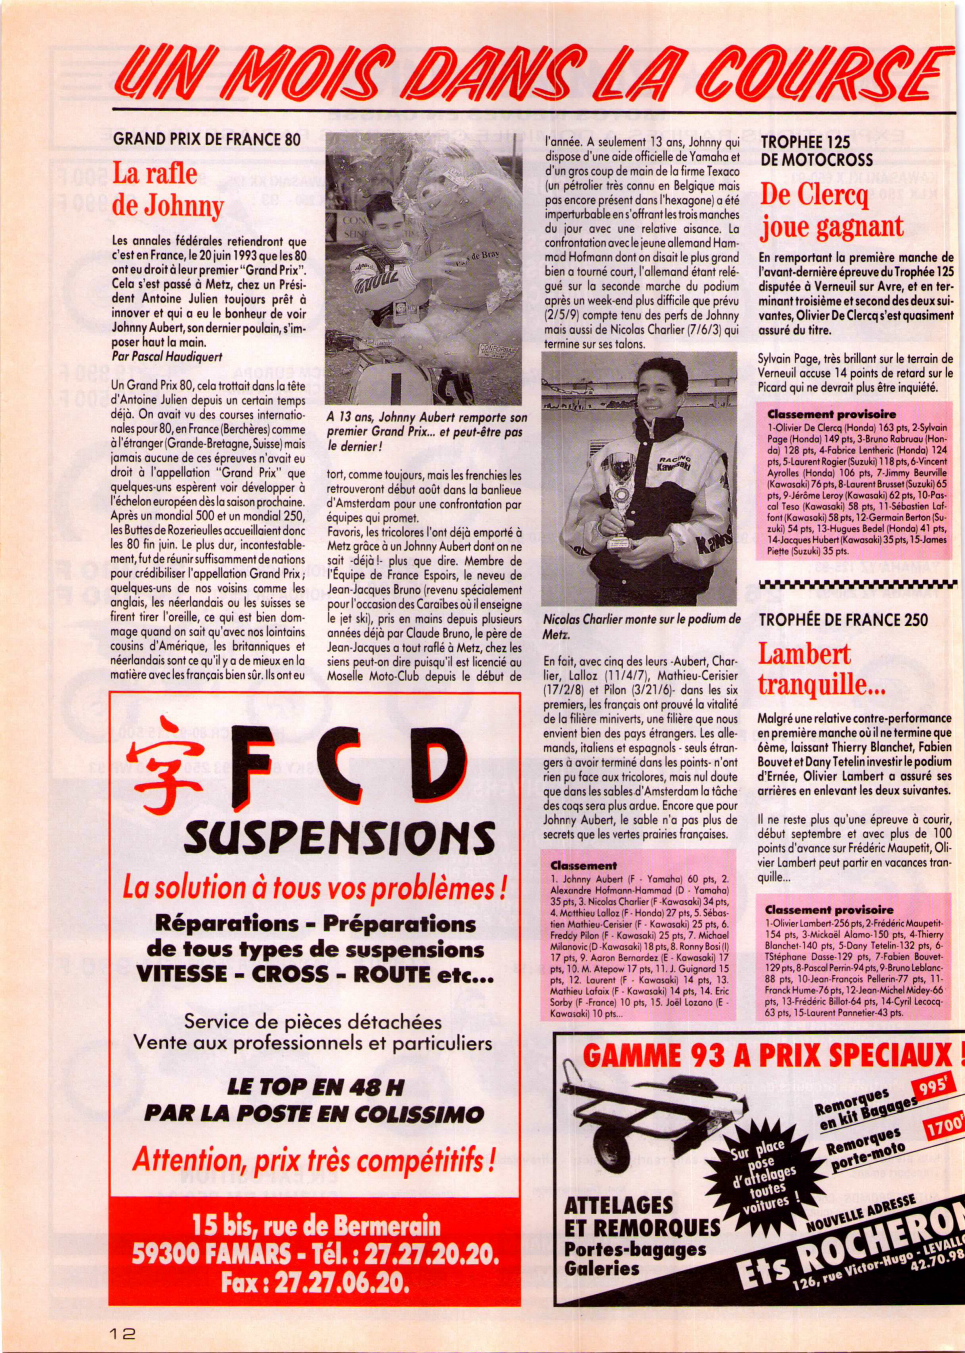 UN MOIS DANS LA COURSE
GRAND PRIX DE FRANCE 80
La rafle
de Johnny
Les annales fédérales retiendront que
c'est en France, le 20 juin 1993 que les 80
ont eu droit à leur premier "Grand Prix".
Cela s'est passé à Metz, chez un Prési-
dent Antoine Julien toujours prêt à
innover et qui a eu le bonheur de voir
Johnny Aubert, son dernier poulain, s'im-
poser haut la main.
Par Pascal Haudiquert
Un Grand Prix 80, cela trottait dans la tête
d'Antoine Julien depuis un certain temps
déjà. On avait vu des courses internatio-
nales pour 80, en France (Berchères) comme
à l'étranger (Grande-Bretagne, Suisse) mais
jamais aucune de ces épreuves n'avait eu
droit à l'appellation "Grand Prix" que
quelques-uns espèrent voir développer à
l'échelon européen dès la saison prochaine.
Après un mondial 500 et un mondial 250,
les Buttes de Rozerieulles accueillaient donc
les 80 fin juin. Le plus dur, incontestable-
ment, fut de réunir suffisamment de nations
pour crédibiliser l'appellation Grand Prix ;
quelques-uns de nos voisins comme les
anglais, les néerlandais ou les suisses se
firent tirer l'oreille, ce qui est bien dom-
mage quand on sait qu'avec nos lointains
cousins d'Amérique, les britanniques et
néerlandais sont ce qu'il y a de mieux en la
matière avec les français bien sûr. Ils ont eu
A 13 ans, Johnny Aubert remporte son
premier Grand Prix... et peut-être pas
le dernier !
tort, comme toujours, mais les frenchies les
retrouveront début août dans la banlieue
d'Amsterdam pour une confrontation par
équipes qui promet.
Favoris, les tricolores l'ont déjà emporté à
Metz grâce à un Johnny Aubert dont on ne
sait -déjà !- plus que dire. Membre de
l'Équipe de France Espoirs, le neveu de
Jean-Jacques Bruno (revenu spécialement
pour l'occasion des Caraïbes où il enseigne
le jet ski), pris en mains depuis plusieurs
années déjà par Claude Bruno, le père de
Jean-Jacques a tout raflé à Metz, chez les
siens peut-on dire puisqu'il est licencié au
Moselle Moto-Club depuis le début de
l'année. A seulement 13 ans, Johnny qui
dispose d'une aide officielle de Yamaha et
d'un gros coup de main de la firme Texaco
(un pétrolier très connu en Belgique mais
pas encore présent dans l'hexagone) a été
imperturbable en s'offrant les trois manches
du jour avec une relative aisance. La
confrontation avec le jeune allemand Ham-
mad Hofmann dont on disait le plus grand
bien a tourné court, l'allemand étant relé-
gué sur la seconde marche du podium
après un week-end plus difficile que prévu
(2/5/9) compte tenu des perfs de Johnny
mais aussi de Nicolas Charlier (7/6/3) qui
termine sur ses talons.
RACING
Kawasaki
Nicolas Charlier monte sur le podium de
Metz.
En fait, avec cinq des leurs -Aubert, Char-
lier, Lalloz (11/4/7), Mathieu-Cerisier
(17/2/8) et Pilon (3/21/6)- dans les six
premiers, les français ont prouvé la vitalité
de la filière miniverts, une filière que nous
envient bien des pays étrangers. Les alle-
mands, italiens et espagnols - seuls étran-
gers à avoir terminé dans les points- n'ont
rien pu face aux tricolores, mais nul doute
que dans les sables d'Amsterdam la tâche
des coqs sera plus ardue. Encore que pour
Johnny Aubert, le sable n'a pas plus de
secrets que les vertes prairies françaises.
Classement
1. Johnny Aubert (F - Yamaha) 60 pts, 2.
Alexandre Hofmann-Hammad (D - Yamaha)
35 pts, 3. Nicolas Charlier (F -Kawasaki) 34 pts,
4. Matthieu Lalloz (F - Honda) 27 pts, 5. Sébas-
tien Mathieu-Cerisier (F - Kawasaki) 25 pts, 6.
Freddy Pilon (F - Kawasaki) 25 pts, 7. Michael
Milanovic (D -Kawasaki) 18 pts, 8. Ronny Bosi (I)
17 pts, 9. Aaron Bernardez (E - Kawasaki) 17
pts, 10. M. Atepow 17 pts, 11. J. Guignard 15
pts, 12. Laurent (F - Kawasaki) 14 pts, 13.
Mathieu Lafaix (F - Kawasaki) 14 pts, 14. Eric
Sorby (F -France) 10 pts, 15. Joël Lozano (E -
Kawasaki) 10 pts...
TROPHEE 125
DE MOTOCROSS
De Clercq
joue gagnant
En remportant la première manche de
l'avant-dernière épreuve du Trophée 125
disputée à Verneuil sur Avre, et en ter-
minant troisième et second des deux sui-
vantes, Olivier De Clercq s'est quasiment
assuré du titre.
Sylvain Page, très brillant sur le terrain de
Verneuil accuse 14 points de retard sur le
Picard qui ne devrait plus être inquiété.
Classement provisoire
1-Olivier De Clercq (Honda) 163 pts, 2-Sylvain
Page (Honda) 149 pts, 3-Bruno Rabruau (Hon-
da) 128 pts, 4-Fabrice Lentheric (Honda) 124
pts, 5-Laurent Rogier (Suzuki) 118 pts, 6-Vincent
Ayrolles (Honda) 106 pts, 7-Jimmy Beuville
(Kawasaki) 76 pts, 8-Laurent Brusset (Suzuki) 65
pts, 9-Jérôme Leroy (Kawasaki) 62 pts, 10-Pas-
cal Teso (Kawasaki) 58 pts, 11-Sébastien Laf-
font (Kawasaki) 58 pts, 12-Germain Berton (Su-
zuki) 54 pts, 13-Hugues Bedel (Honda) 41 pts,
14-Jacques Hubert (Kawasaki) 35 pts, 15-James
Piette (Suzuki) 35 pts.
TROPHÉE DE FRANCE 250
Lambert
tranquille...
Malgré une relative contre-performance
en première manche où il ne termine que
6ème, laissant Thierry Blanchet, Fabien
Bouvet et Dany Tetelin investir le podium
d'Ernée, Olivier Lambert a assuré ses
arrières en enlevant les deux suivantes.
Il ne reste plus qu'une épreuve à courir,
début septembre et avec plus de 100
points d'avance sur Frédéric Maupetit, Oli-
vier Lambert peut partir en vacances tran-
quille...
Classement provisoire
1-Olivier Lambert-256 pts, 2-Frédéric Maupetit-
154 pts, 3-Mickaël Alamo-150 pts, 4-Thierry
Blanchet-140 pts, 5-Dany Tetelin-132 pts, 6-
TStéphane Dasse-129 pts, 7-Fabien Bouvet-
129 pts, 8-Pascal Perrin-94 pts, 9-Bruno Leblanc-
88 pts, 10-Jean-François Pellerin-77 pts, 11-
Franck Hume-76 pts, 12-Jean-Michel Midey-66
pts, 13-Frédéric Billot-64 pts, 14-Cyril Lecocq-
63 pts, 15-Laurent Pannetier-43 pts.
字 FCD
SUSPENSIONS
La solution à tous vos problèmes !
Réparations - Préparations
de tous types de suspensions
VITESSE - CROSS - ROUTE etc...
Service de pièces détachées
Vente aux professionnels et particuliers
LE TOP EN 48 H
PAR LA POSTE EN COLISSIMO
Attention, prix très compétitifs !
15 bis, rue de Bermerain
59300 FAMARS - Tél. : 27.27.20.20.
Fax : 27.27.06.20.
GAMME 93 A PRIX SPECIAUX !
Remorques
en kit Bagages
995F
Remorques
porte-moto
1700F
Sur place
pose
d'attelages
toutes
voitures !
ATTELAGES
ET REMORQUES
Portes-bagages
Galeries
NOUVELLE ADRESSE
Ets ROCHERON
126, rue Victor-Hugo - LEVALLO
42.70.98
12